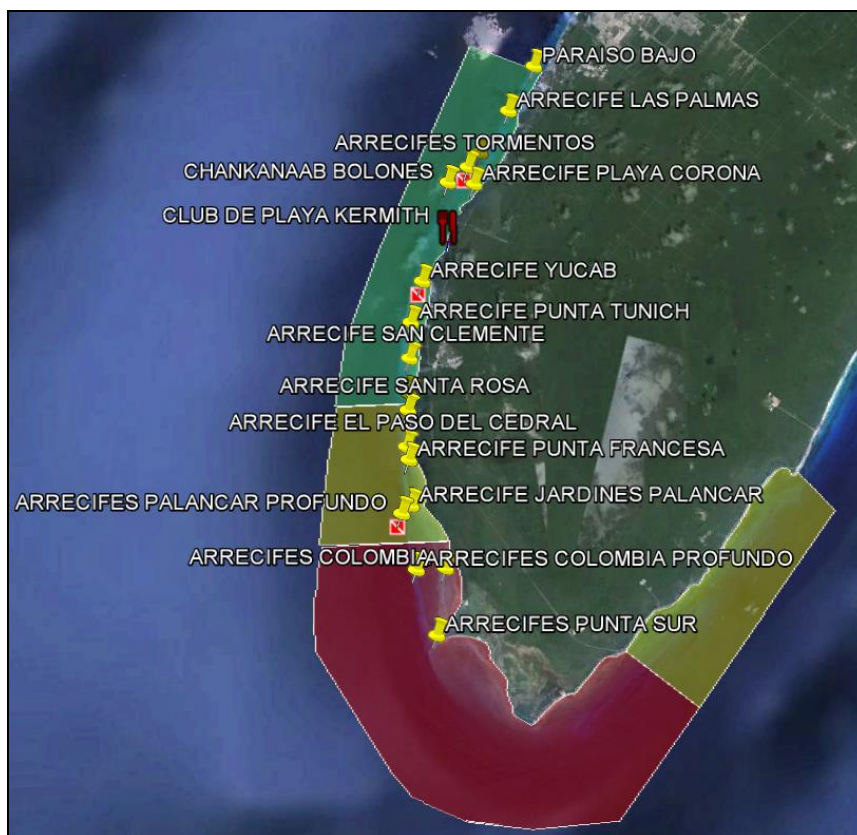 PARAISO BAJO
ARRECIFE LAS PALMAS
ARRECIFES TORMENTOS
CHANKANAAB BOLONES
ARRECIFE PLAYA CORONA
CLUB DE PLAYA KERMITH
ARRECIFE YUCAB
ARRECIFE PUNTA TUNICH
ARRECIFE SAN CLEMENTE
ARRECIFE SANTA ROSA
ARRECIFE EL PASO DEL CEDRAL
ARRECIFE PUNTA FRANCESA
ARRECIFES PALANCAR PROFUNDO
ARRECIFE JARDINES PALANCAR
ARRECIFES COLOMBIA
ARRECIFES COLOMBIA PROFUNDO
ARRECIFES PUNTA SUR